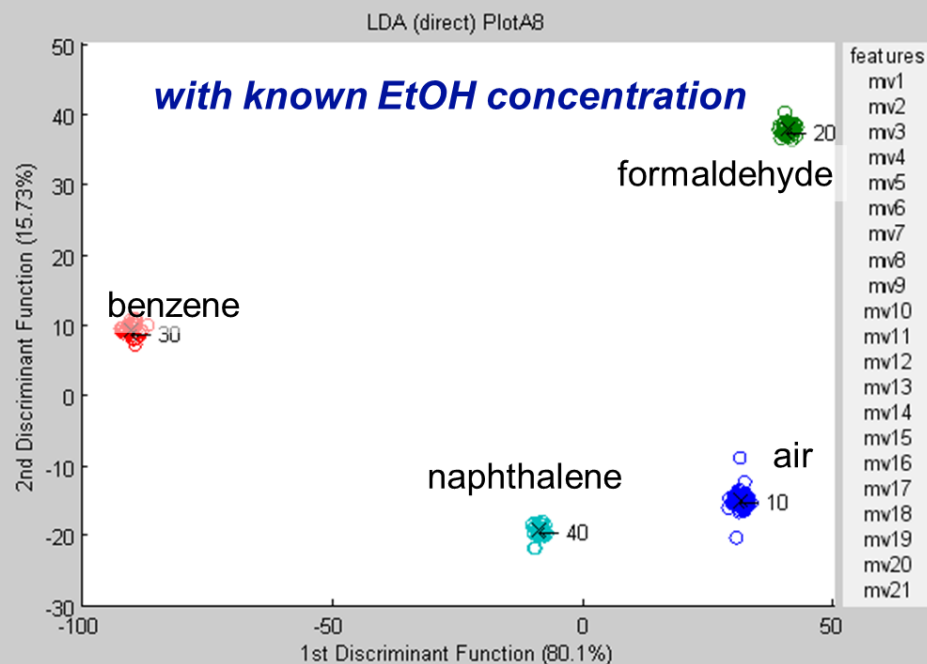 LDA (direct) PlotA8
with known EtOH concentration
50
40
30
20
10
0
-10
-20
-30
-100
-50
0
50
2nd Discriminant Function (15.73%)
1st Discriminant Function (80.1%)
20
formaldehyde
benzene
30
naphthalene
40
air
10
features
mv1
mv2
mv3
mv4
mv5
mv6
mv7
mv8
mv9
mv10
mv11
mv12
mv13
mv14
mv15
mv16
mv17
mv18
mv19
mv20
mv21